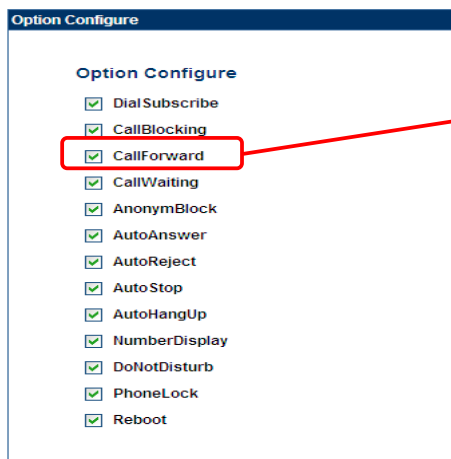 Option Configure
Option Configure
DialSubscribe
CallBlocking
CallForward
CallWaiting
AnonymBlock
AutoAnswer
AutoReject
AutoStop
AutoHangUp
NumberDisplay
DoNotDisturb
PhoneLock
Reboot